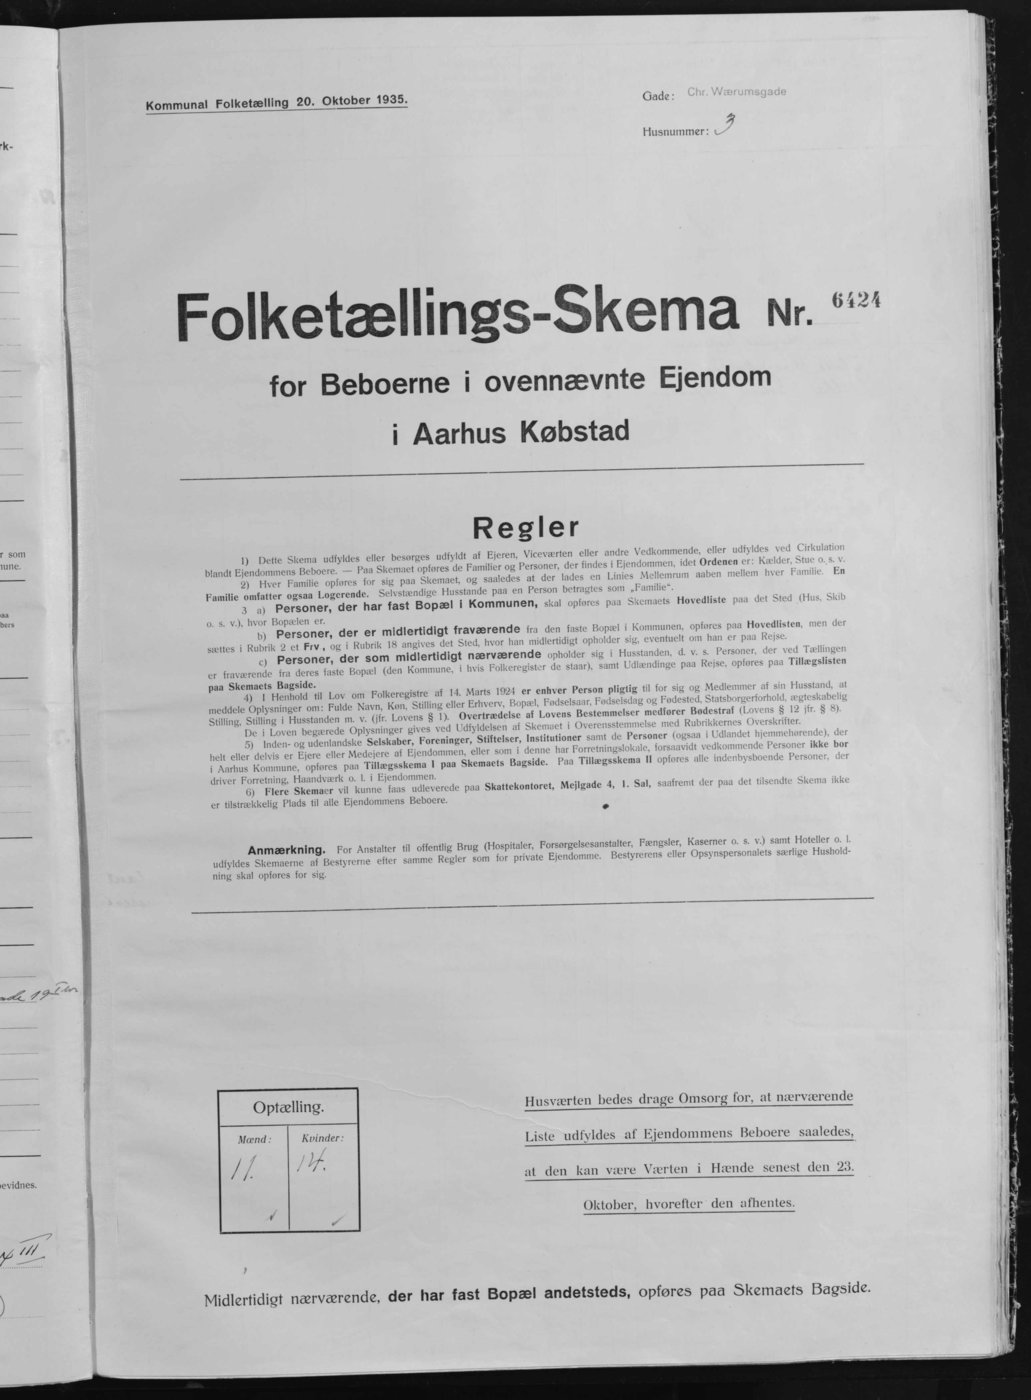 Kommunal Folketælling 20. Oktober 1935.
Gade: Chr. Wærumsgade
Husnummer: 3
Folketællings-Skema Nr. 6424
for Beboerne i ovennævnte Ejendom
i Aarhus Købstad
Regler
1) Dette Skema udfyldes eller besørges udfyldt af Ejeren, Viceværten eller andre Vedkommende, eller udfyldes ved Cirkulation
blandt Ejendommens Beboere. — Paa Skemaet opføres de Familier og Personer, der findes i Ejendommen, idet Ordenen er: Kælder, Stue o. s. v.
2) Hver Familie opføres for sig paa Skemaet, og saaledes at der lades en Linies Mellemrum aaben mellem hver Familie. En
Familie omfatter ogsaa Logerende. Selvstændige Husstande paa en Person betragtes som „Familie“.
3 a) Personer, der har fast Bopæl i Kommunen, skal opføres paa Skemaets Hovedliste paa det Sted (Hus, Skib
o. s. v.), hvor Bopælen er.
b) Personer, der er midlertidigt fraværende fra den faste Bopæl i Kommunen, opføres paa Hovedlisten, men der
sættes i Rubrik 2 et Frv., og i Rubrik 18 angives det Sted, hvor han midlertidigt opholder sig, eventuelt om han er paa Rejse.
c) Personer, der som midlertidigt nærværende opholder sig i Husstanden, d. v. s. Personer, der ved Tællingen
er fraværende fra deres faste Bopæl (den Kommune, i hvis Folkeregister de staar), samt Udlændinge paa Rejse, opføres paa Tillægslisten
paa Skemaets Bagside.
4) I Henhold til Lov om Folkeregistre af 14. Marts 1924 er enhver Person pligtig til for sig og Medlemmer af sin Husstand, at
meddele Oplysninger om: Fulde Navn, Køn, Stilling eller Erhverv, Bopæl, Fødselsaar, Fødselsdag og Fødested, Statsborgerforhold, ægteskabelig
Stilling, Stilling i Husstanden m. v. (jfr. Lovens § 1). Overtrædelse af Lovens Bestemmelser medfører Bødestraf (Lovens § 12 jfr. § 8).
De i Loven begærede Oplysninger gives ved Udfyldelsen af Skemaet i Overensstemmelse med Rubrikkernes Overskrifter.
5) Inden- og udenlandske Selskaber, Foreninger, Stiftelser, Institutioner samt de Personer (ogsaa i Udlandet hjemmehørende), der
helt eller delvis er Ejere eller Medejere af Ejendommen, eller som i denne har Forretningslokale, forsaavidt vedkommende Personer ikke bor
i Aarhus Kommune, opføres paa Tillægsskema I paa Skemaets Bagside. Paa Tillægsskema II opføres alle indenbysboende Personer, der
driver Forretning, Haandværk o. l. i Ejendommen.
6) Flere Skemaer vil kunne faas udleverede paa Skattekontoret, Mejlgade 4, 1. Sal, saafremt der paa det tilsendte Skema ikke
er tilstrækkelig Plads til alle Ejendommens Beboere.
Anmærkning. For Anstalter til offentlig Brug (Hospitaler, Forsørgelsesanstalter, Fængsler, Kaserner o. s. v.) samt Hoteller o. l.
udfyldes Skemaerne af Bestyrerne efter samme Regler som for private Ejendomme. Bestyrerens eller Opsynspersonalets særlige Hushold-
ning skal opføres for sig.
Optælling.
Mænd: Kvinder:
11. 14.
Husværten bedes drage Omsorg for, at nærværende
Liste udfyldes af Ejendommens Beboere saaledes,
at den kan være Værten i Hænde senest den 23.
Oktober, hvorefter den afhentes.
Midlertidigt nærværende, der har fast Bopæl andetsteds, opføres paa Skemaets Bagside.
rk-
r som
nune.
paa
bers
evidnes.
III